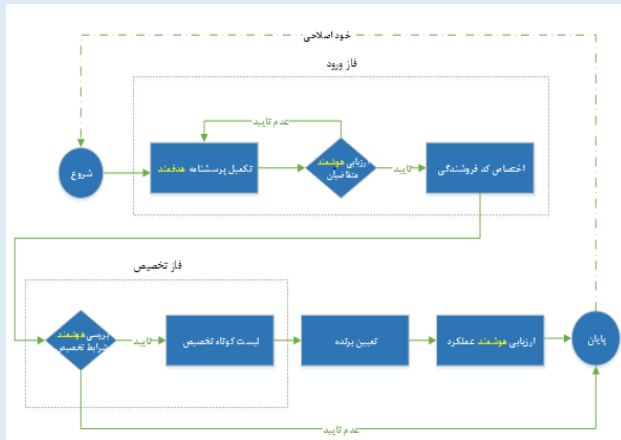 خود اصلاحی
فاز ورود
عدم تایید
شروع
تکمیل پرسشنامه هدفمند
ارزیابی هوشمند
متقاضیان
تایید
اختصاص کد فروشندگی
فاز تخصیص
بررسی هوشمند
شرایط تخصیص
تایید
لیست کوتاه تخصیص
تعیین برنده
ارزیابی هوشمند عملکرد
پایان
عدم تایید